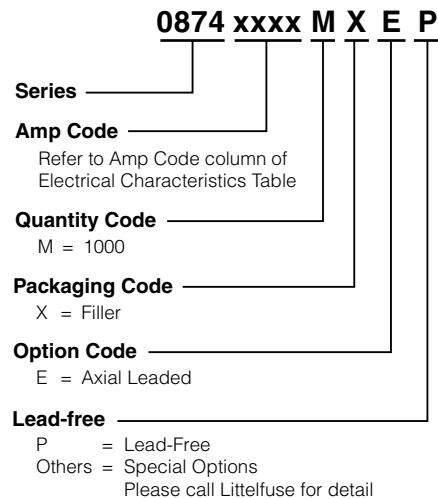 0874 xxxx M X E P
Series
Amp Code
Refer to Amp Code column of
Electrical Characteristics Table
Quantity Code
M = 1000
Packaging Code
X = Filler
Option Code
E = Axial Leaded
Lead-free
P = Lead-Free
Others = Special Options
Please call Littelfuse for detail